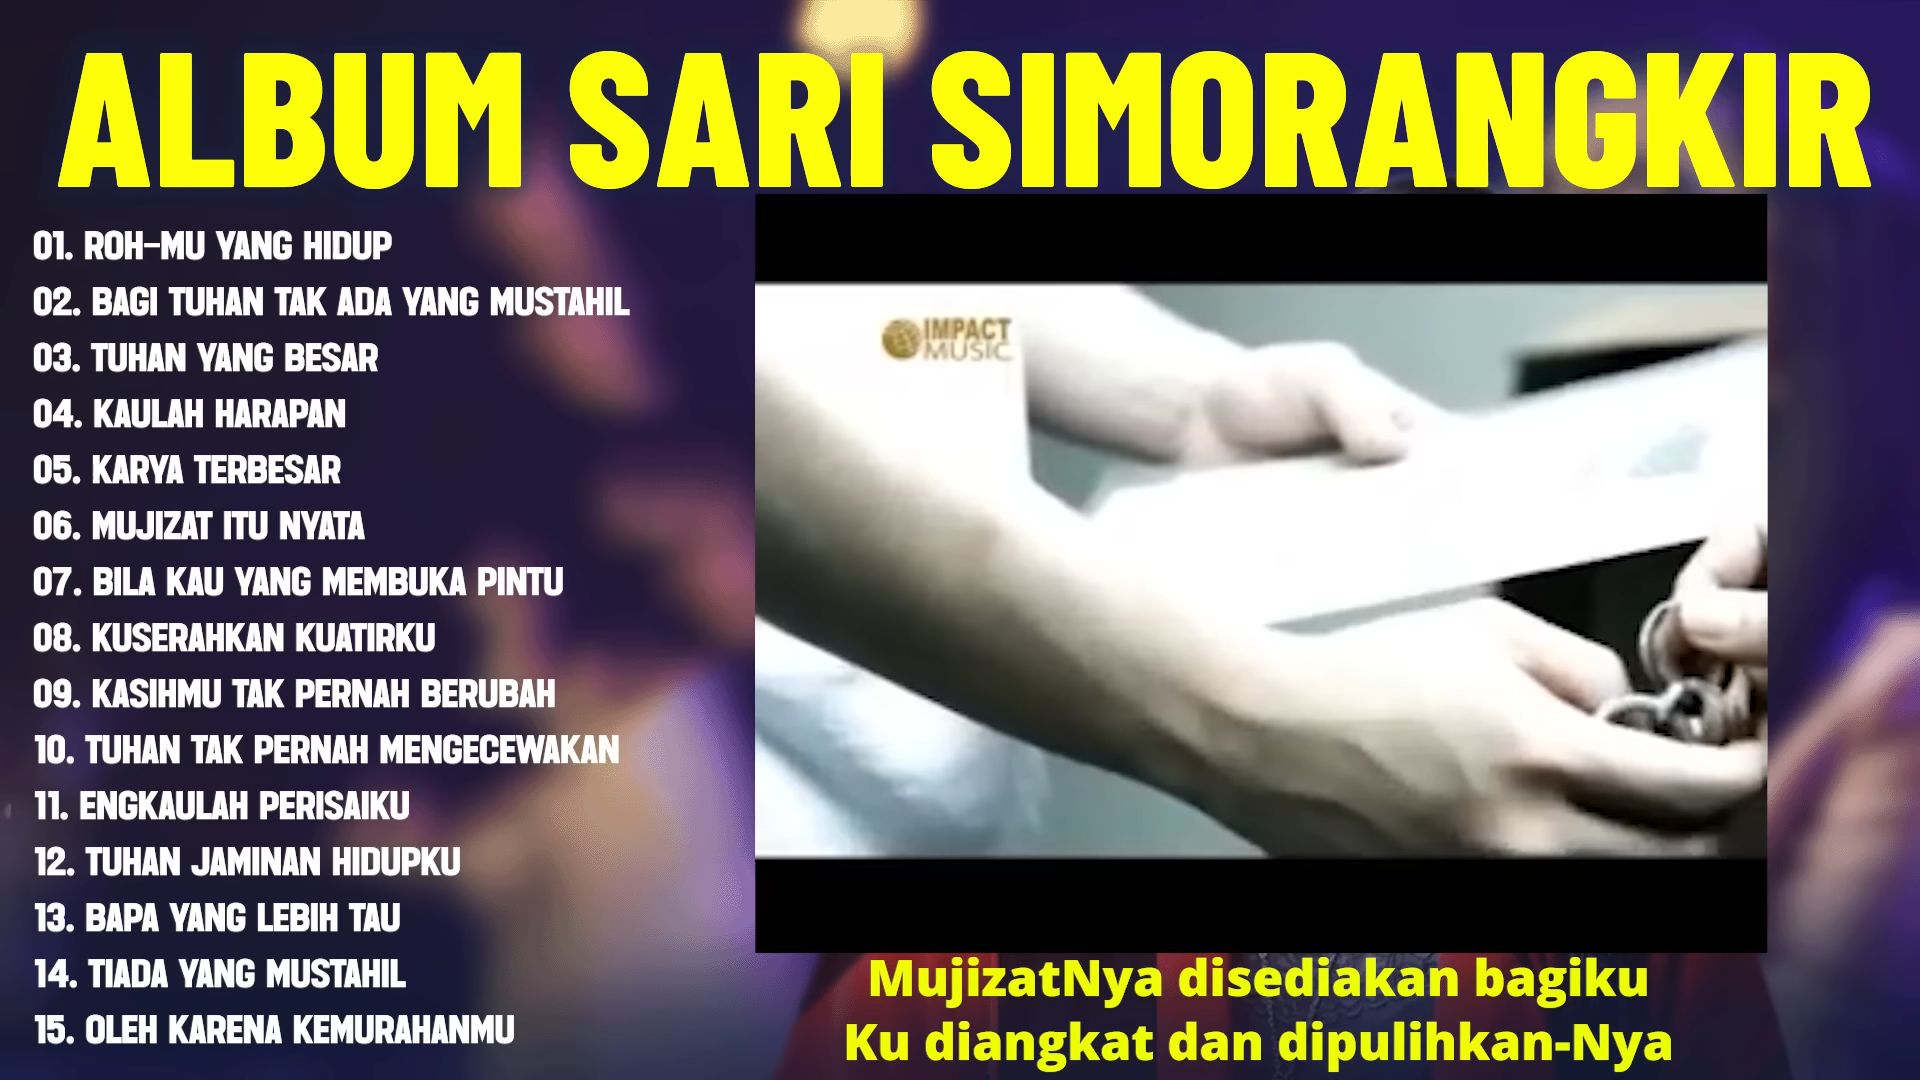 ALBUM SARI SIMORANGKIR
01. ROH-MU YANG HIDUP
02. BAGI TUHAN TAK ADA YANG MUSTAHIL
03. TUHAN YANG BESAR
04. KAULAH HARAPAN
05. KARYA TERBESAR
06. MUJIZAT ITU NYATA
07. BILA KAU YANG MEMBUKA PINTU
08. KUSERAHKAN KUATIRKU
09. KASIHMU TAK PERNAH BERUBAH
10. TUHAN TAK PERNAH MENGECEWAKAN
11. ENGKAULAH PERISAIKU
12. TUHAN JAMINAN HIDUPKU
13. BAPA YANG LEBIH TAU
14. TIADA YANG MUSTAHIL
15. OLEH KARENA KEMURAHANMU
IMPACT
MUSIC
MujizatNya disediakan bagiku
Ku diangkat dan dipulihkan-Nya